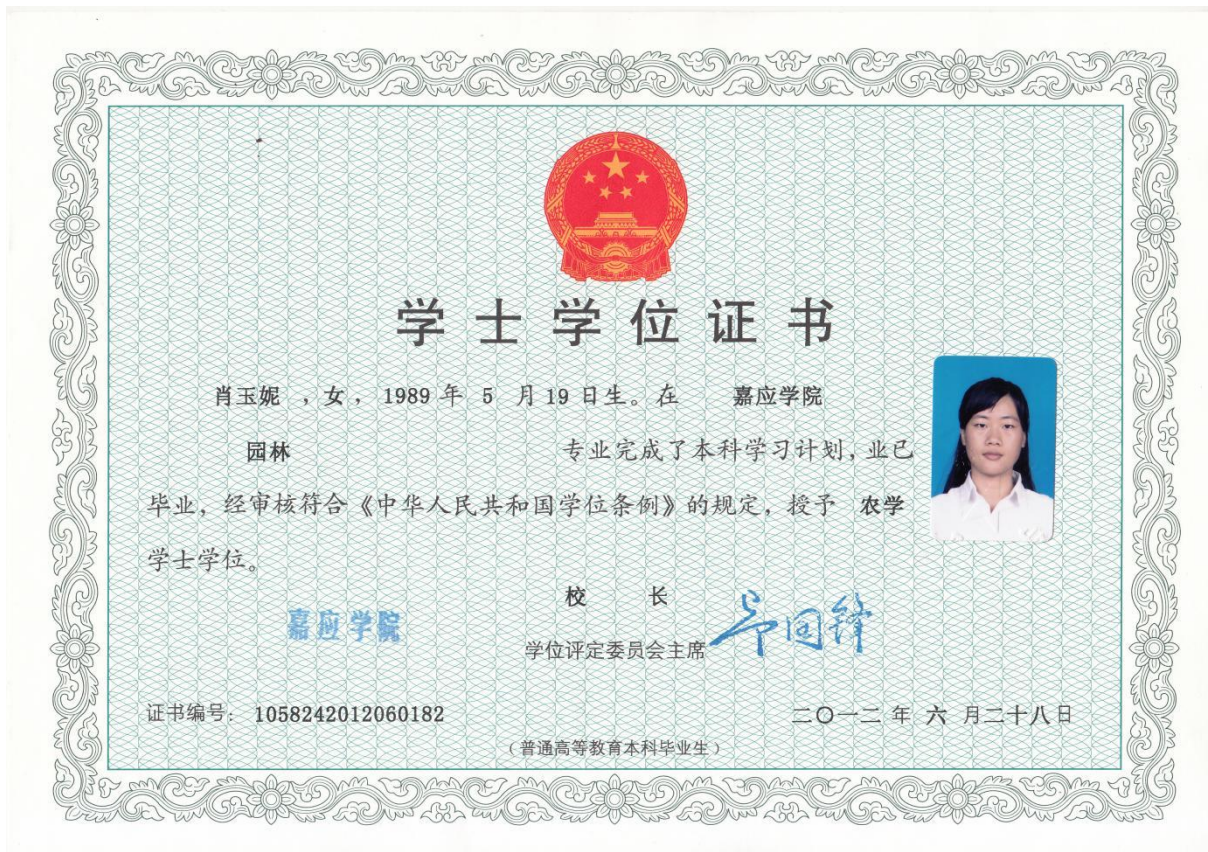 学士学位证书
肖玉妮 ，女，1989 年 5 月 19 日生。在 嘉应学院
园林 专业完成了本科学习计划，业已
毕业，经审核符合《中华人民共和国学位条例》的规定，授予 农学
学士学位。
校 长
嘉应学院
学位评定委员会主席
证书编号：1058242012060182
二〇一二 年 六 月二十八日
（普通高等教育本科毕业生）